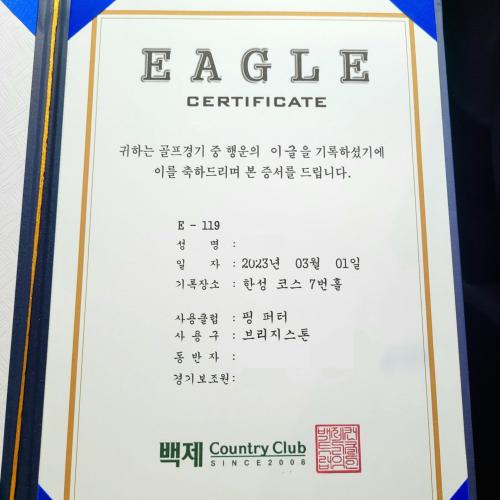 EAGLE
CERTIFICATE
귀하는 골프경기 중 행운의 이글을 기록하셨기에
이를 축하드리며 본 증서를 드립니다.
E - 119
성 명 :
일 자 : 2023년 03월 01일
기록장소 : 한성 코스 7번홀
사용클럽 : 핑 퍼터
사 용 구 : 브리지스톤
동 반 자 :
경기보조원:
백제 Country Club
SINCE2008